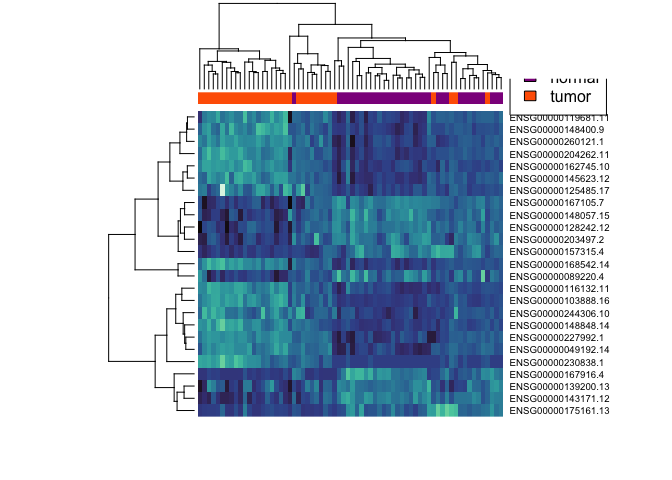 normal
tumor
ENSG00000119681.11
ENSG00000148400.9
ENSG00000260121.1
ENSG00000204262.11
ENSG00000162745.10
ENSG00000145623.12
ENSG00000125485.17
ENSG00000167105.7
ENSG00000148057.15
ENSG00000128242.12
ENSG00000203497.2
ENSG00000157315.4
ENSG00000168542.14
ENSG00000089220.4
ENSG00000116132.11
ENSG00000103888.16
ENSG00000244306.10
ENSG00000148848.14
ENSG00000227992.1
ENSG00000049192.14
ENSG00000230838.1
ENSG00000167916.4
ENSG00000139200.13
ENSG00000143171.12
ENSG00000175161.13